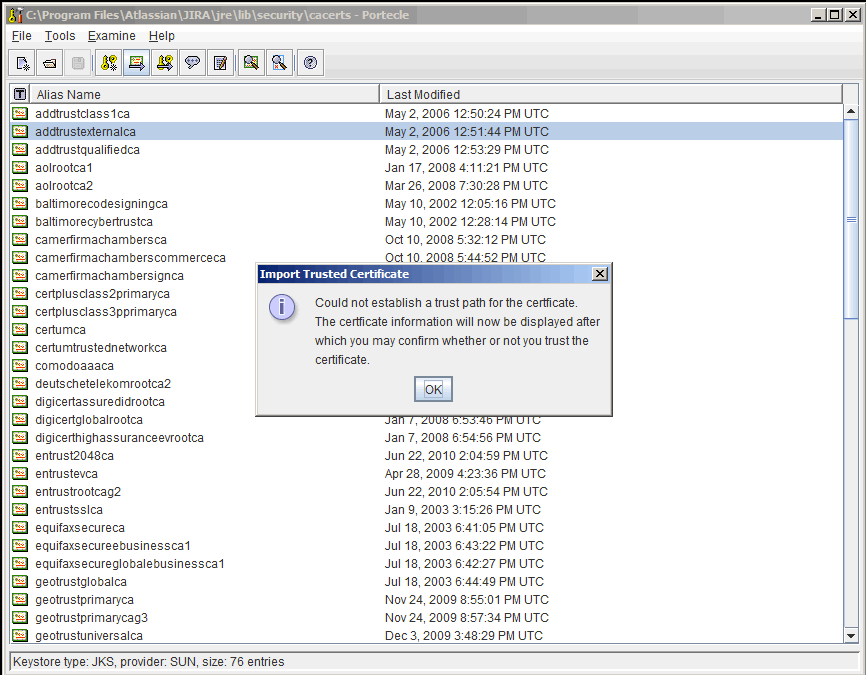 C:\Program Files\Atlassian\JIRA\jre\lib\security\cacerts - Portecle
File Tools Examine Help
T Alias Name Last Modified
addtrustclass1ca May 2, 2006 12:50:24 PM UTC
addtrustexternalca May 2, 2006 12:51:44 PM UTC
addtrustqualifiedca May 2, 2006 12:53:29 PM UTC
aolrootca1 Jan 17, 2008 4:11:21 PM UTC
aolrootca2 Mar 26, 2008 7:30:28 PM UTC
baltimorecodesigningca May 10, 2002 12:05:16 PM UTC
baltimorecybertrustca May 10, 2002 12:28:14 PM UTC
camerfirmachambersca Oct 10, 2008 5:32:12 PM UTC
camerfirmachamberscommerceca Oct 10, 2008 5:44:52 PM UTC
camerfirmachambersignca
certplusclass2primaryca
certplusclass3pprimaryca
certumca
certumtrustednetworkca
comodoaaaca
deutschetelekomrootca2
digicertassuredidrootca
digicertglobalrootca Jan 7, 2008 6:53:46 PM UTC
digicerthighassuranceevrootca Jan 7, 2008 6:54:56 PM UTC
entrust2048ca Jun 22, 2010 2:04:59 PM UTC
entrustevca Apr 28, 2009 4:23:36 PM UTC
entrustrootcag2 Jun 22, 2010 2:05:54 PM UTC
entrustsslca Jan 9, 2003 3:15:26 PM UTC
equifaxsecureca Jul 18, 2003 6:41:05 PM UTC
equifaxsecureebusinessca1 Jul 18, 2003 6:43:22 PM UTC
equifaxsecureglobalebusinessca1 Jul 18, 2003 6:42:27 PM UTC
geotrustglobalca Jul 18, 2003 6:44:49 PM UTC
geotrustprimaryca Nov 24, 2009 8:55:01 PM UTC
geotrustprimarycag3 Nov 24, 2009 8:57:34 PM UTC
geotrustuniversalca Dec 3, 2009 3:48:29 PM UTC
Import Trusted Certificate
Could not establish a trust path for the certficate.
The certficate information will now be displayed after
which you may confirm whether or not you trust the
certificate.
OK
Keystore type: JKS, provider: SUN, size: 76 entries